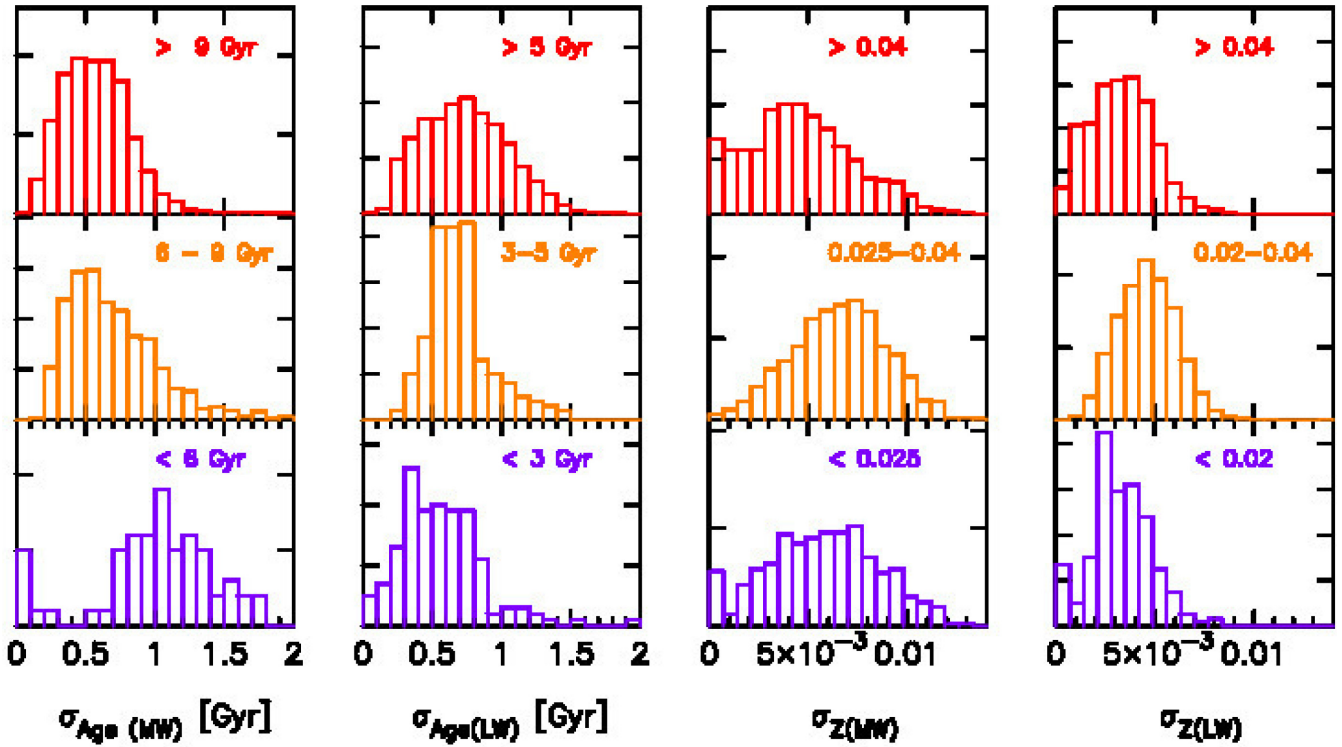 > 9 Gyr
> 5 Gyr
> 0.04
> 0.04
6 - 9 Gyr
3-5 Gyr
0.025-0.04
0.02-0.04
< 6 Gyr
< 3 Gyr
< 0.025
< 0.02
0 0.5 1 1.5 2
0 0.5 1 1.5 2
0 5×10⁻³ 0.01
0 5×10⁻³ 0.01
σAge (MW) [Gyr]
σAge(LW) [Gyr]
σZ(MW)
σZ(LW)